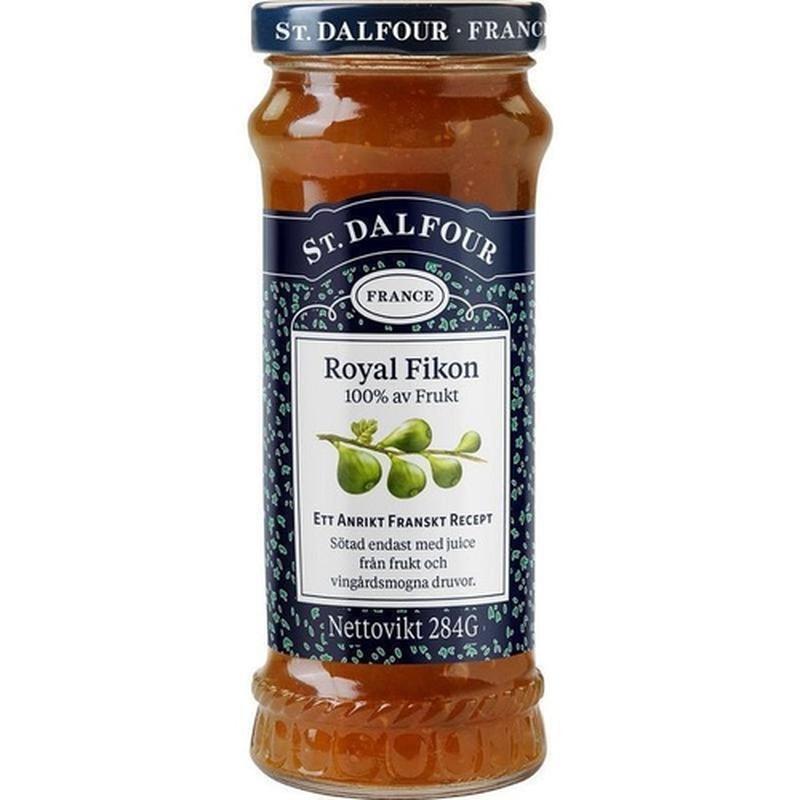 ST. DALFOUR · FRANC
ST. DALFOUR
FRANCE
Royal Fikon
100% av Frukt
ETT ANRIKT FRANSKT RECEPT
Sötad endast med juice
från frukt och
vingårdsmogna druvor.
Nettovikt 284G